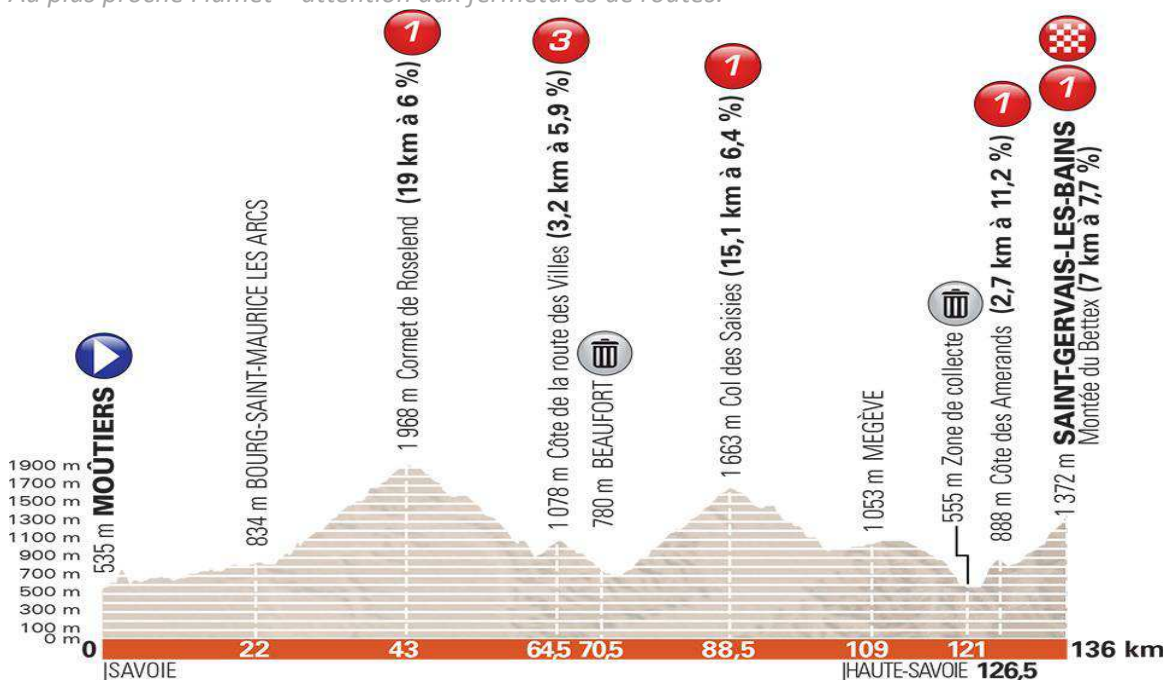 Au plus proche Flumet – attention aux fermetures de routes.
1
3
1
1
1
535 m MOÛTIERS
834 m BOURG-SAINT-MAURICE LES ARCS
1 968 m Cormet de Roselend (19 km à 6 %)
1 078 m Côte de la route des Villes (3,2 km à 5,9 %)
780 m BEAUFORT
1 663 m Col des Saisies (15,1 km à 6,4 %)
1 053 m MEGÈVE
555 m Zone de collecte
888 m Côte des Amerands (2,7 km à 11,2 %)
1 372 m SAINT-GERVAIS-LES-BAINS
Montée du Bettex (7 km à 7,7 %)
1900 m
1700 m
1500 m
1300 m
1100 m
900 m
700 m
500 m
300 m
100 m
0 m
0 22 43 64,5 70,5 88,5 109 121 136 km
|SAVOIE |HAUTE-SAVOIE 126,5